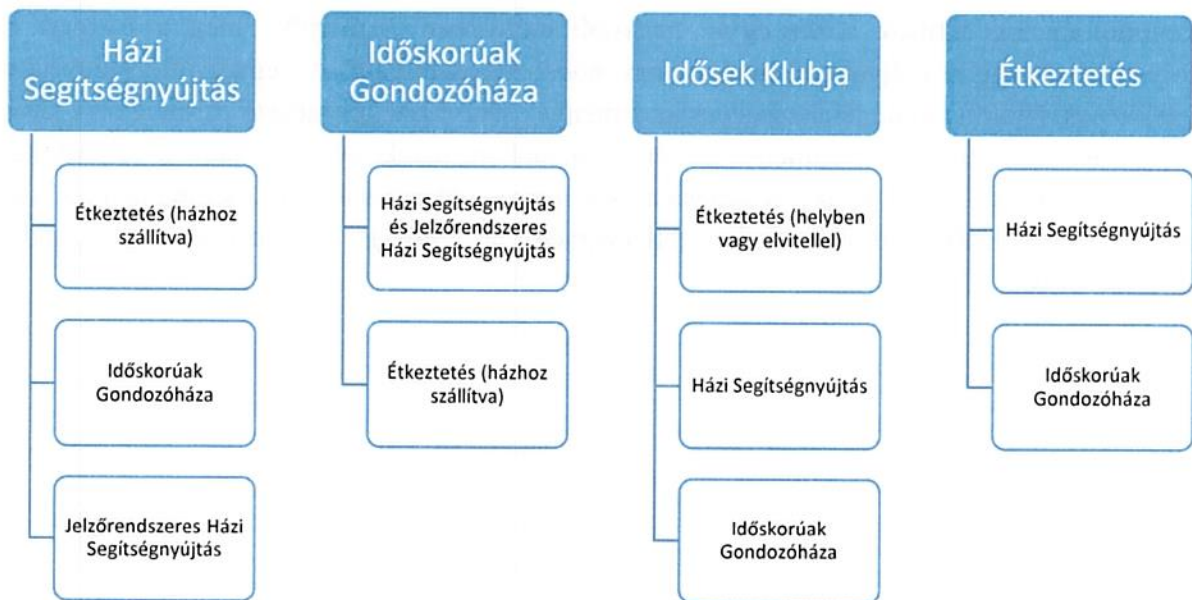 Házi
Segítségnyújtás
Étkeztetés (házhoz
szállítva)
Időskorúak
Gondozóháza
Jelzőrendszeres Házi
Segítségnyújtás
Időskorúak
Gondozóháza
Házi Segítségnyújtás
és Jelzőrendszeres
Házi Segítségnyújtás
Étkeztetés (házhoz
szállítva)
Idősek Klubja
Étkeztetés (helyben
vagy elvitellel)
Házi Segítségnyújtás
Időskorúak
Gondozóháza
Étkeztetés
Házi Segítségnyújtás
Időskorúak
Gondozóháza